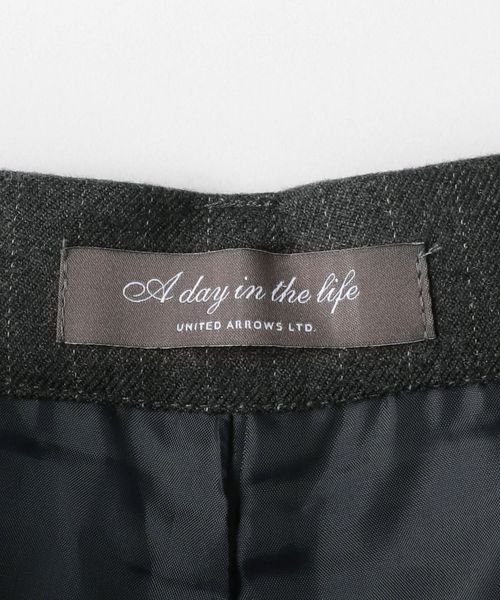 A day in the life
UNITED ARROWS LTD.